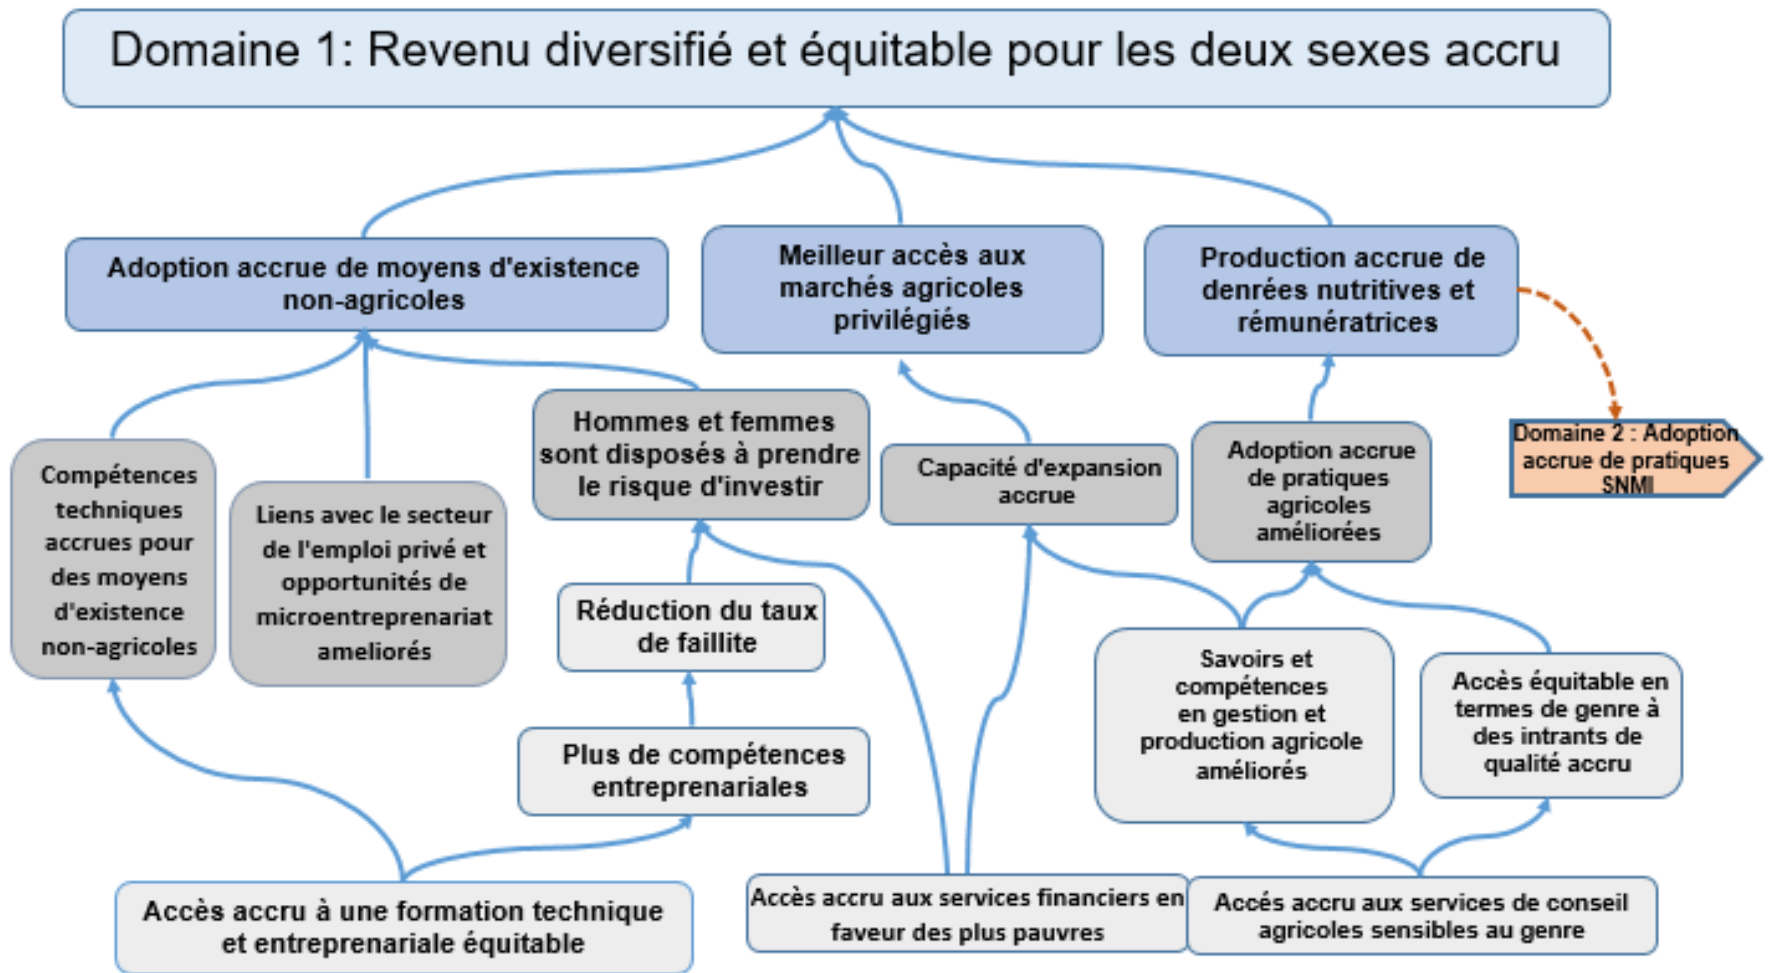 Domaine 1: Revenu diversifié et équitable pour les deux sexes accru
Adoption accrue de moyens d'existence
non-agricoles
Meilleur accès aux
marchés agricoles
privilégiés
Production accrue de
denrées nutritives et
rémunératrices
Domaine 2 : Adoption
accrue de pratiques
SNMI
Compétences
techniques
accrues pour
des moyens
d'existence
non-agricoles
Liens avec le secteur
de l'emploi privé et
opportunités de
microentreprenariat
ameliorés
Hommes et femmes
sont disposés à prendre
le risque d'investir
Capacité d'expansion
accrue
Adoption accrue
de pratiques
agricoles
améliorées
Réduction du taux
de faillite
Plus de compétences
entreprenariales
Savoirs et
compétences
en gestion et
production agricole
améliorés
Accès équitable en
termes de genre à
des intrants de
qualité accru
Accès accru à une formation technique
et entreprenariale équitable
Accès accru aux services financiers en
faveur des plus pauvres
Accés accru aux services de conseil
agricoles sensibles au genre